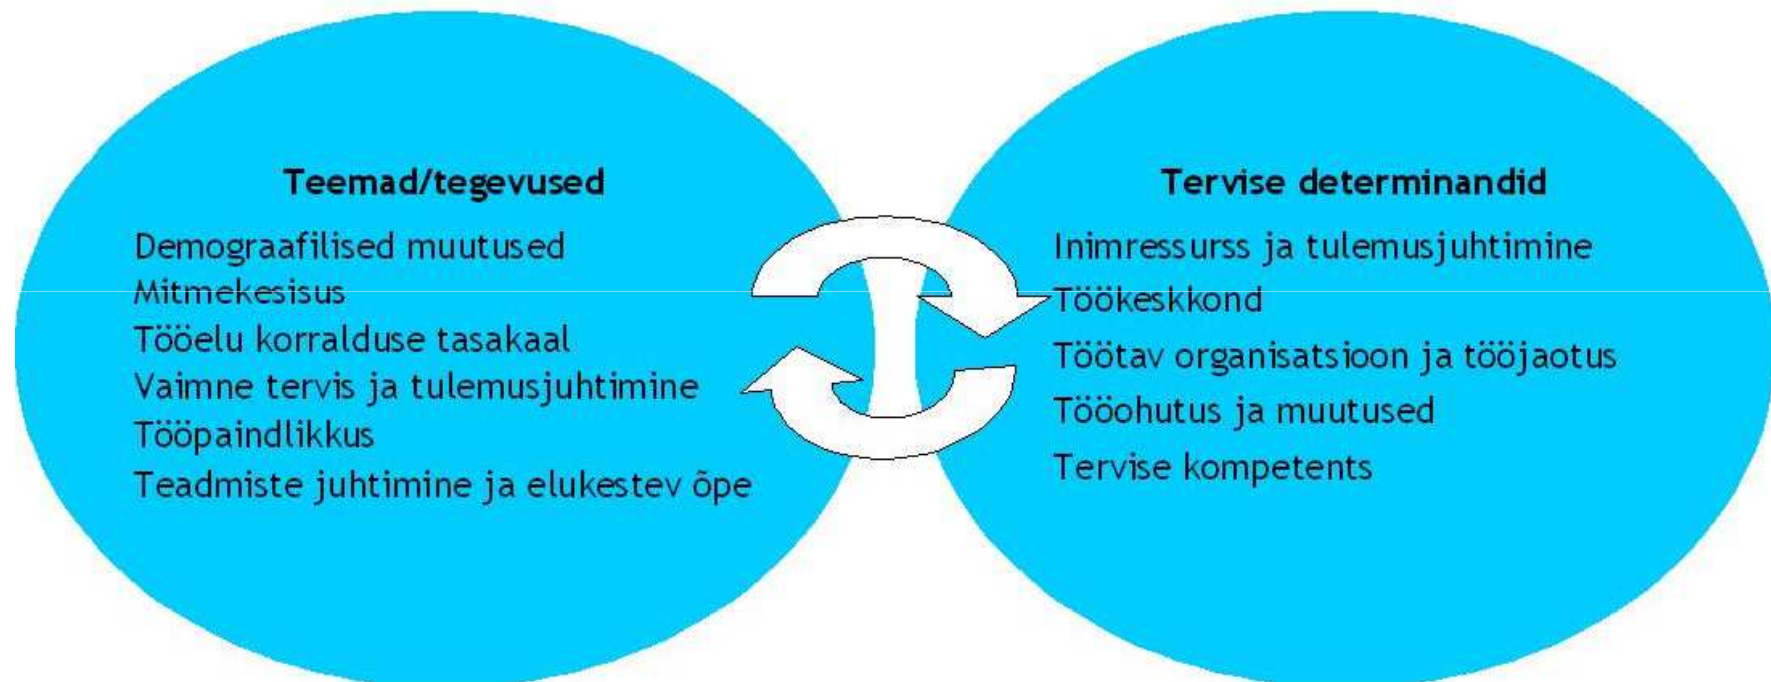 Teemad/tegevused
Demograafilised muutused
Mitmekesisus
Tööelu korralduse tasakaal
Vaimne tervis ja tulemusjuhtimine
Tööpaindlikkus
Teadmiste juhtimine ja elukestev õpe
Tervise determinandid
Inimressurss ja tulemusjuhtimine
Töökeskkond
Töötav organisatsioon ja tööjaotus
Tööohutus ja muutused
Tervise kompetents